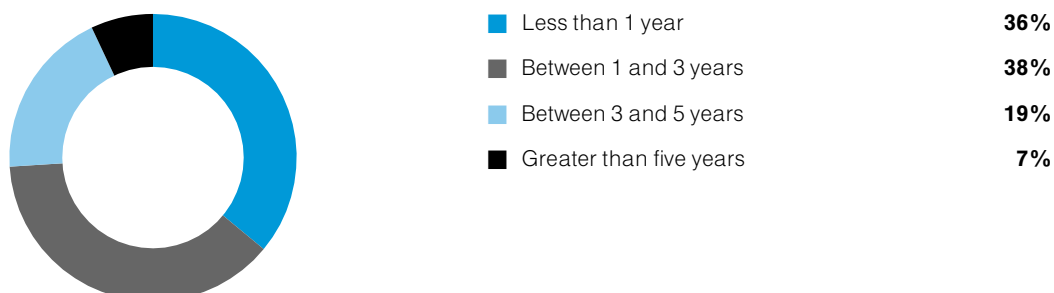 Less than 1 year 36%
Between 1 and 3 years 38%
Between 3 and 5 years 19%
Greater than five years 7%